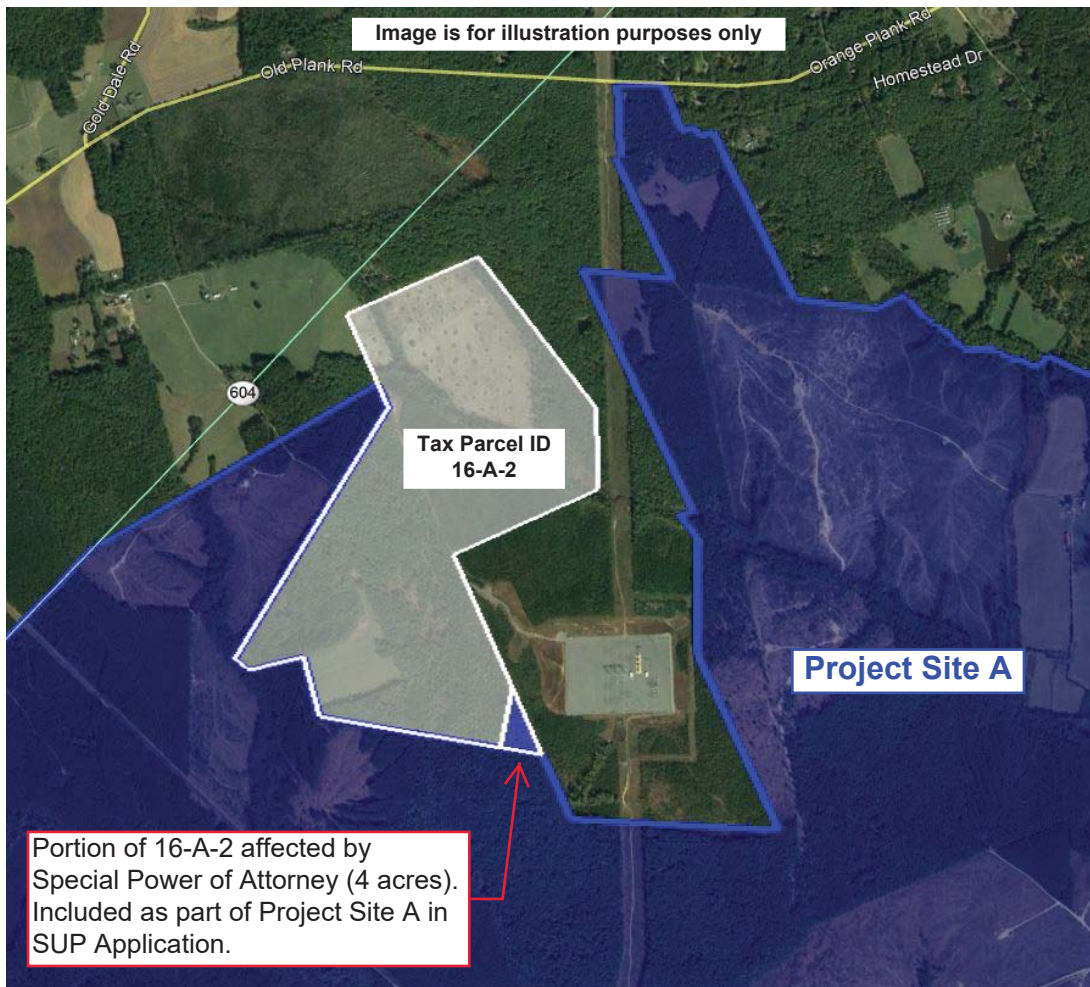 Image is for illustration purposes only
Orange Plank Rd
Old Plank Rd
Gold Dale Rd
Homestead Dr
604
Tax Parcel ID
16-A-2
Project Site A
Portion of 16-A-2 affected by
Special Power of Attorney (4 acres).
Included as part of Project Site A in
SUP Application.